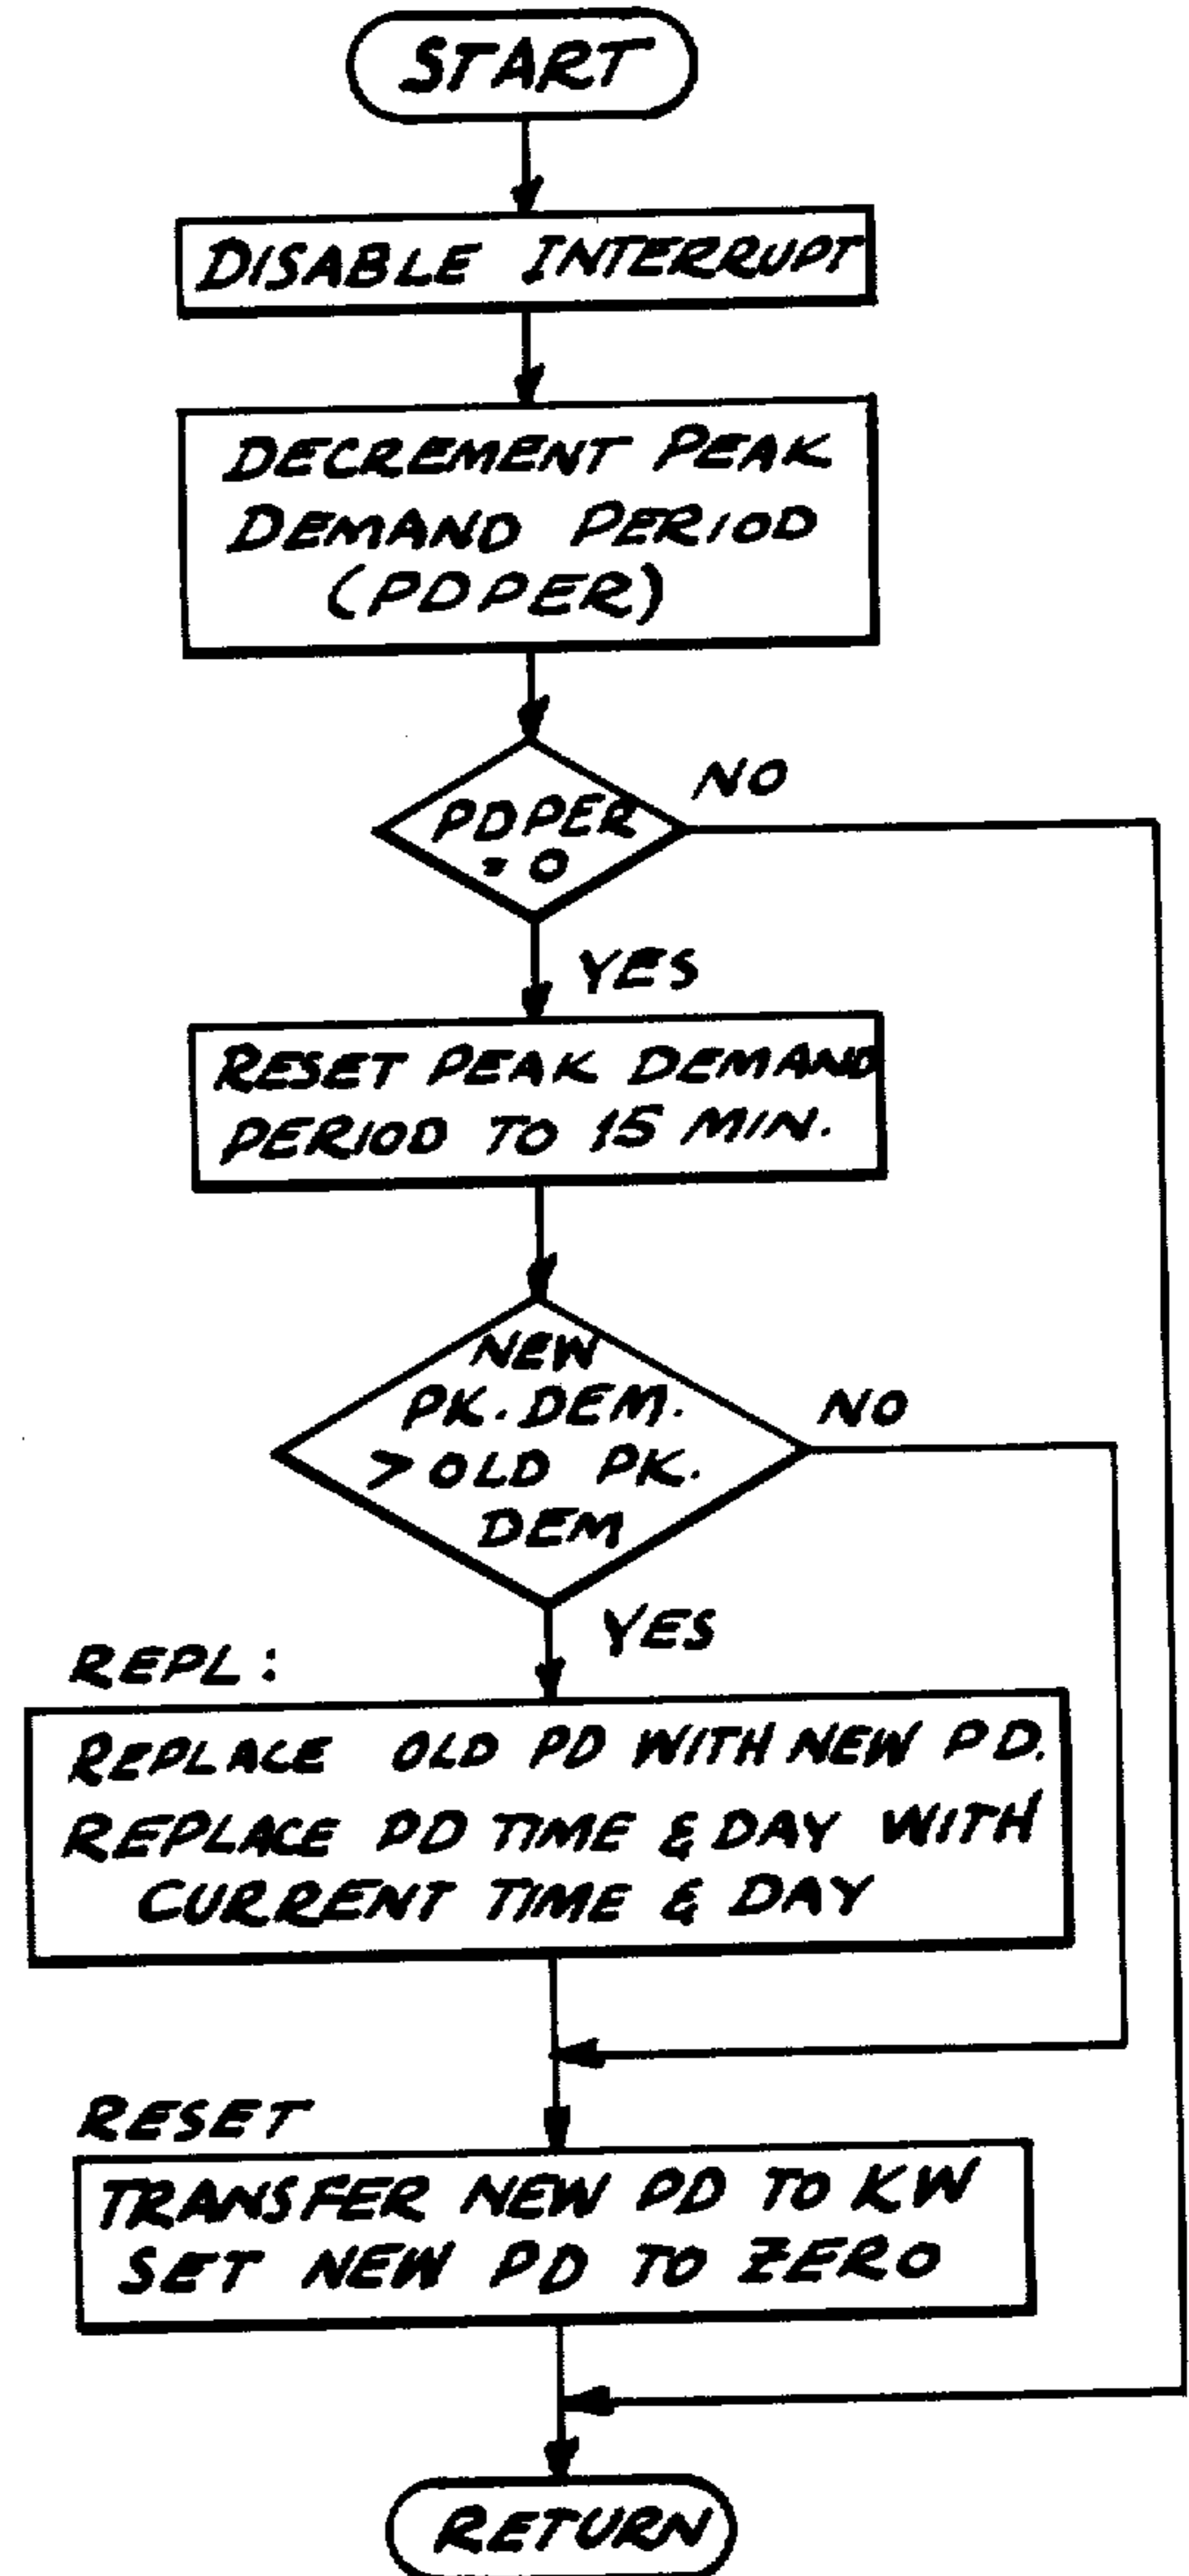 START
DISABLE INTERRUPT
DECREMENT PEAK
DEMAND PERIOD
(PDPER)
PDPER
= 0
NO
YES
RESET PEAK DEMAND
PERIOD TO 15 MIN.
NEW
PK. DEM.
> OLD PK.
DEM
NO
YES
REPL:
REPLACE OLD PD WITH NEW PD.
REPLACE PD TIME & DAY WITH
CURRENT TIME & DAY
RESET
TRANSFER NEW PD TO KW
SET NEW PD TO ZERO
RETURN